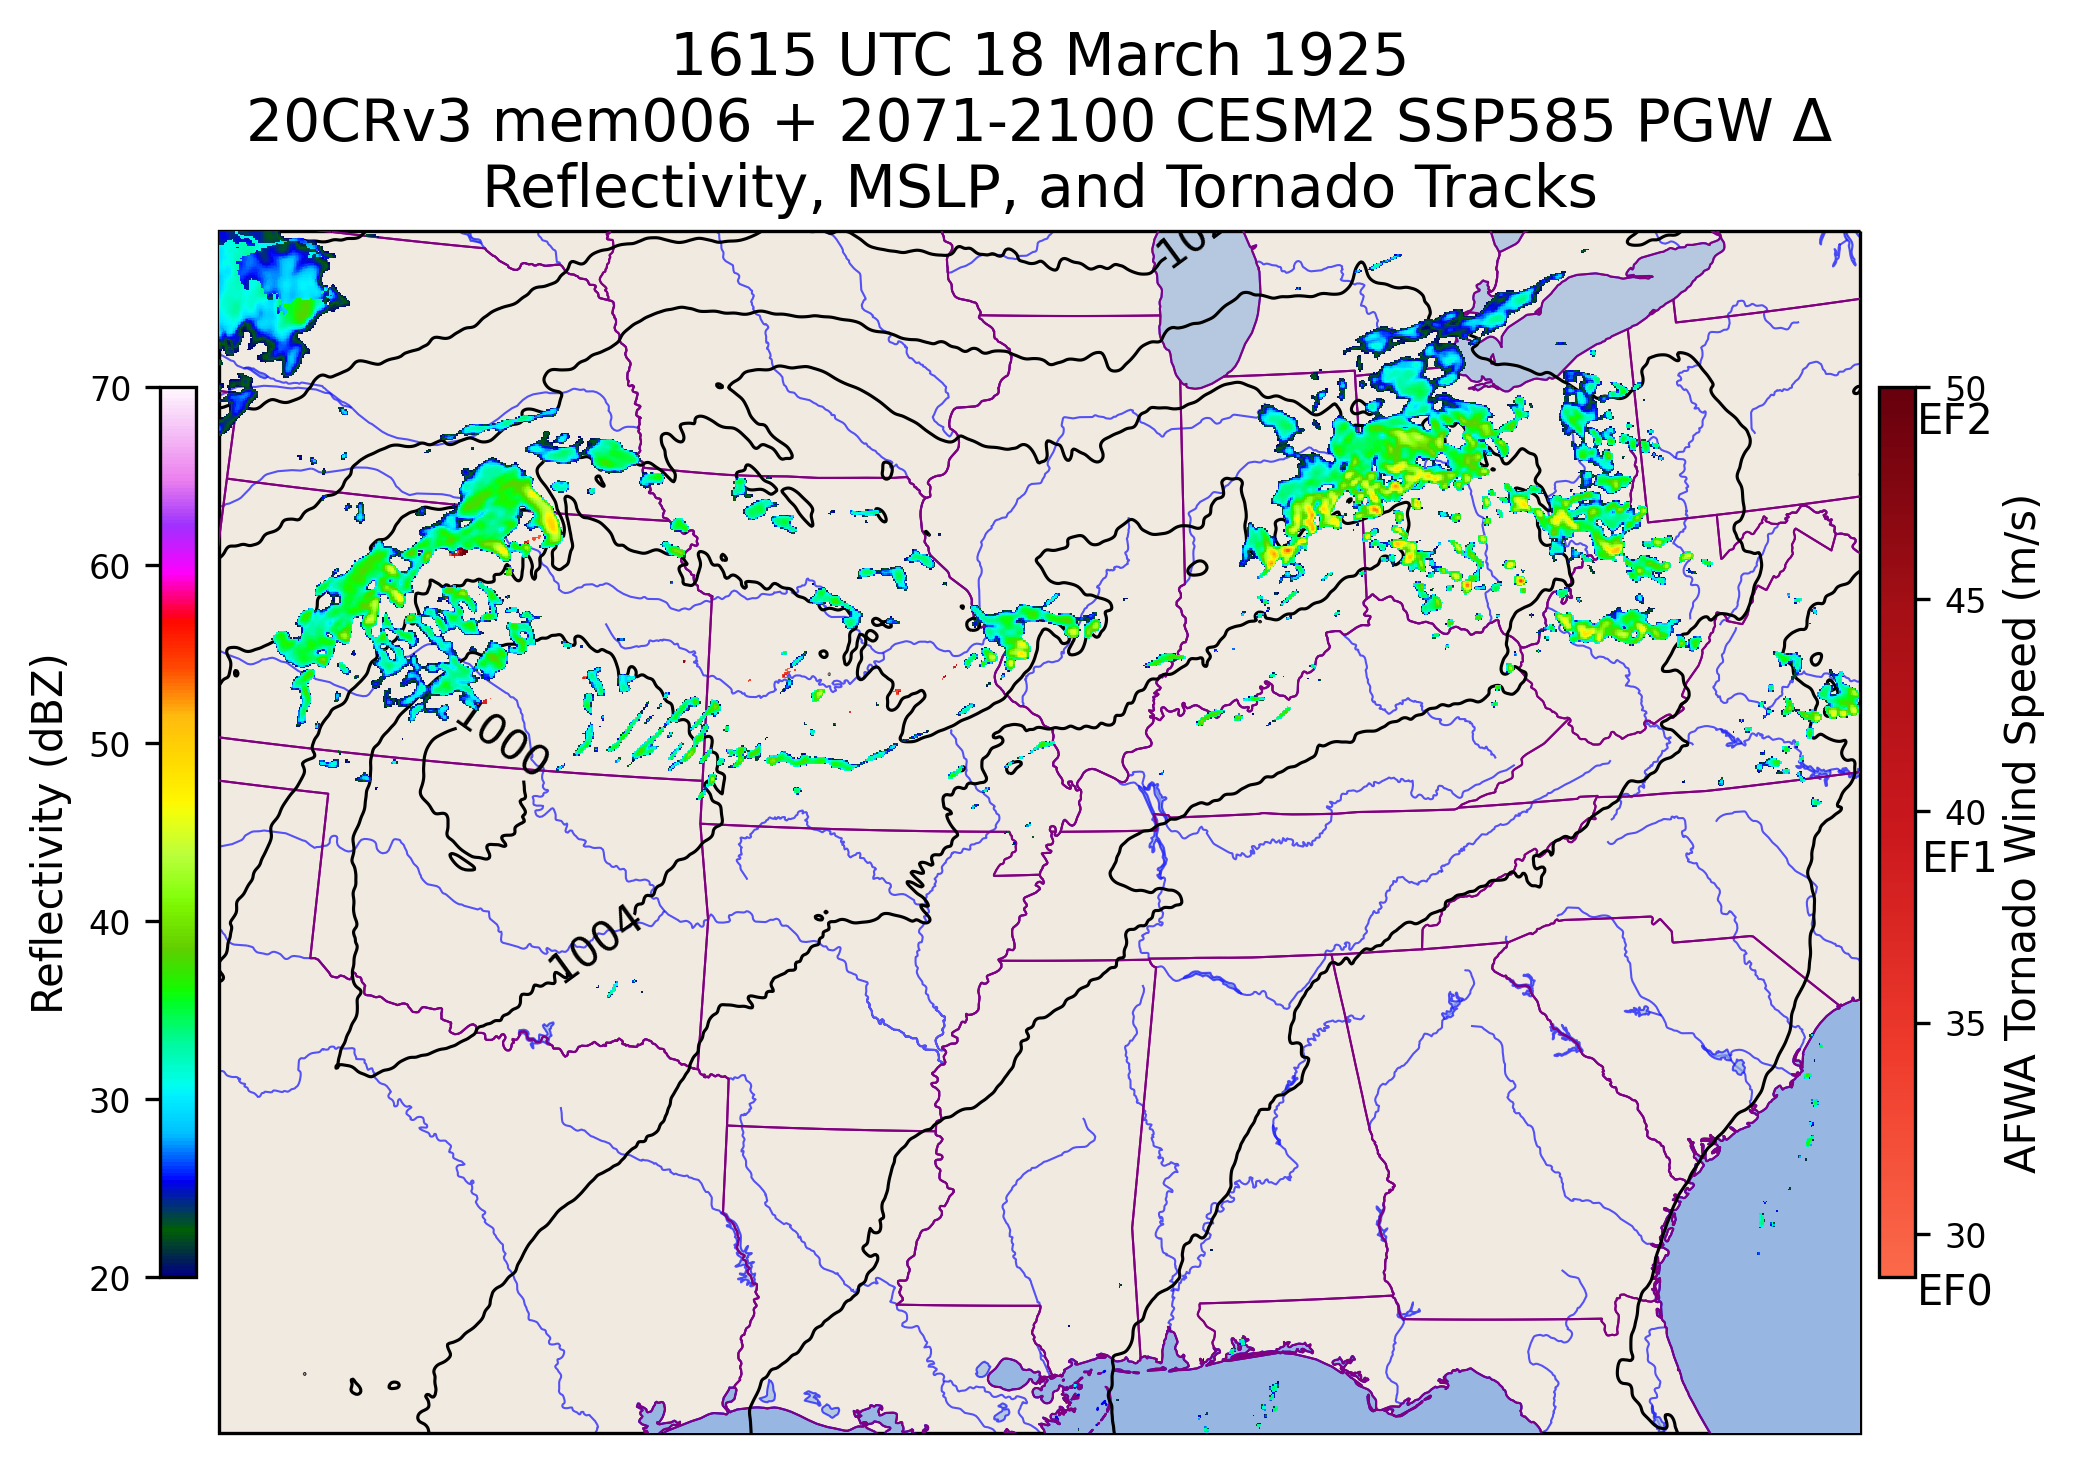 1615 UTC 18 March 1925
20CRv3 mem006 + 2071-2100 CESM2 SSP585 PGW Δ
Reflectivity, MSLP, and Tornado Tracks
70
60
50
40
30
20
Reflectivity (dBZ)
1000
1004
50
EF2
45
40
EF1
35
30
EF0
AFWA Tornado Wind Speed (m/s)